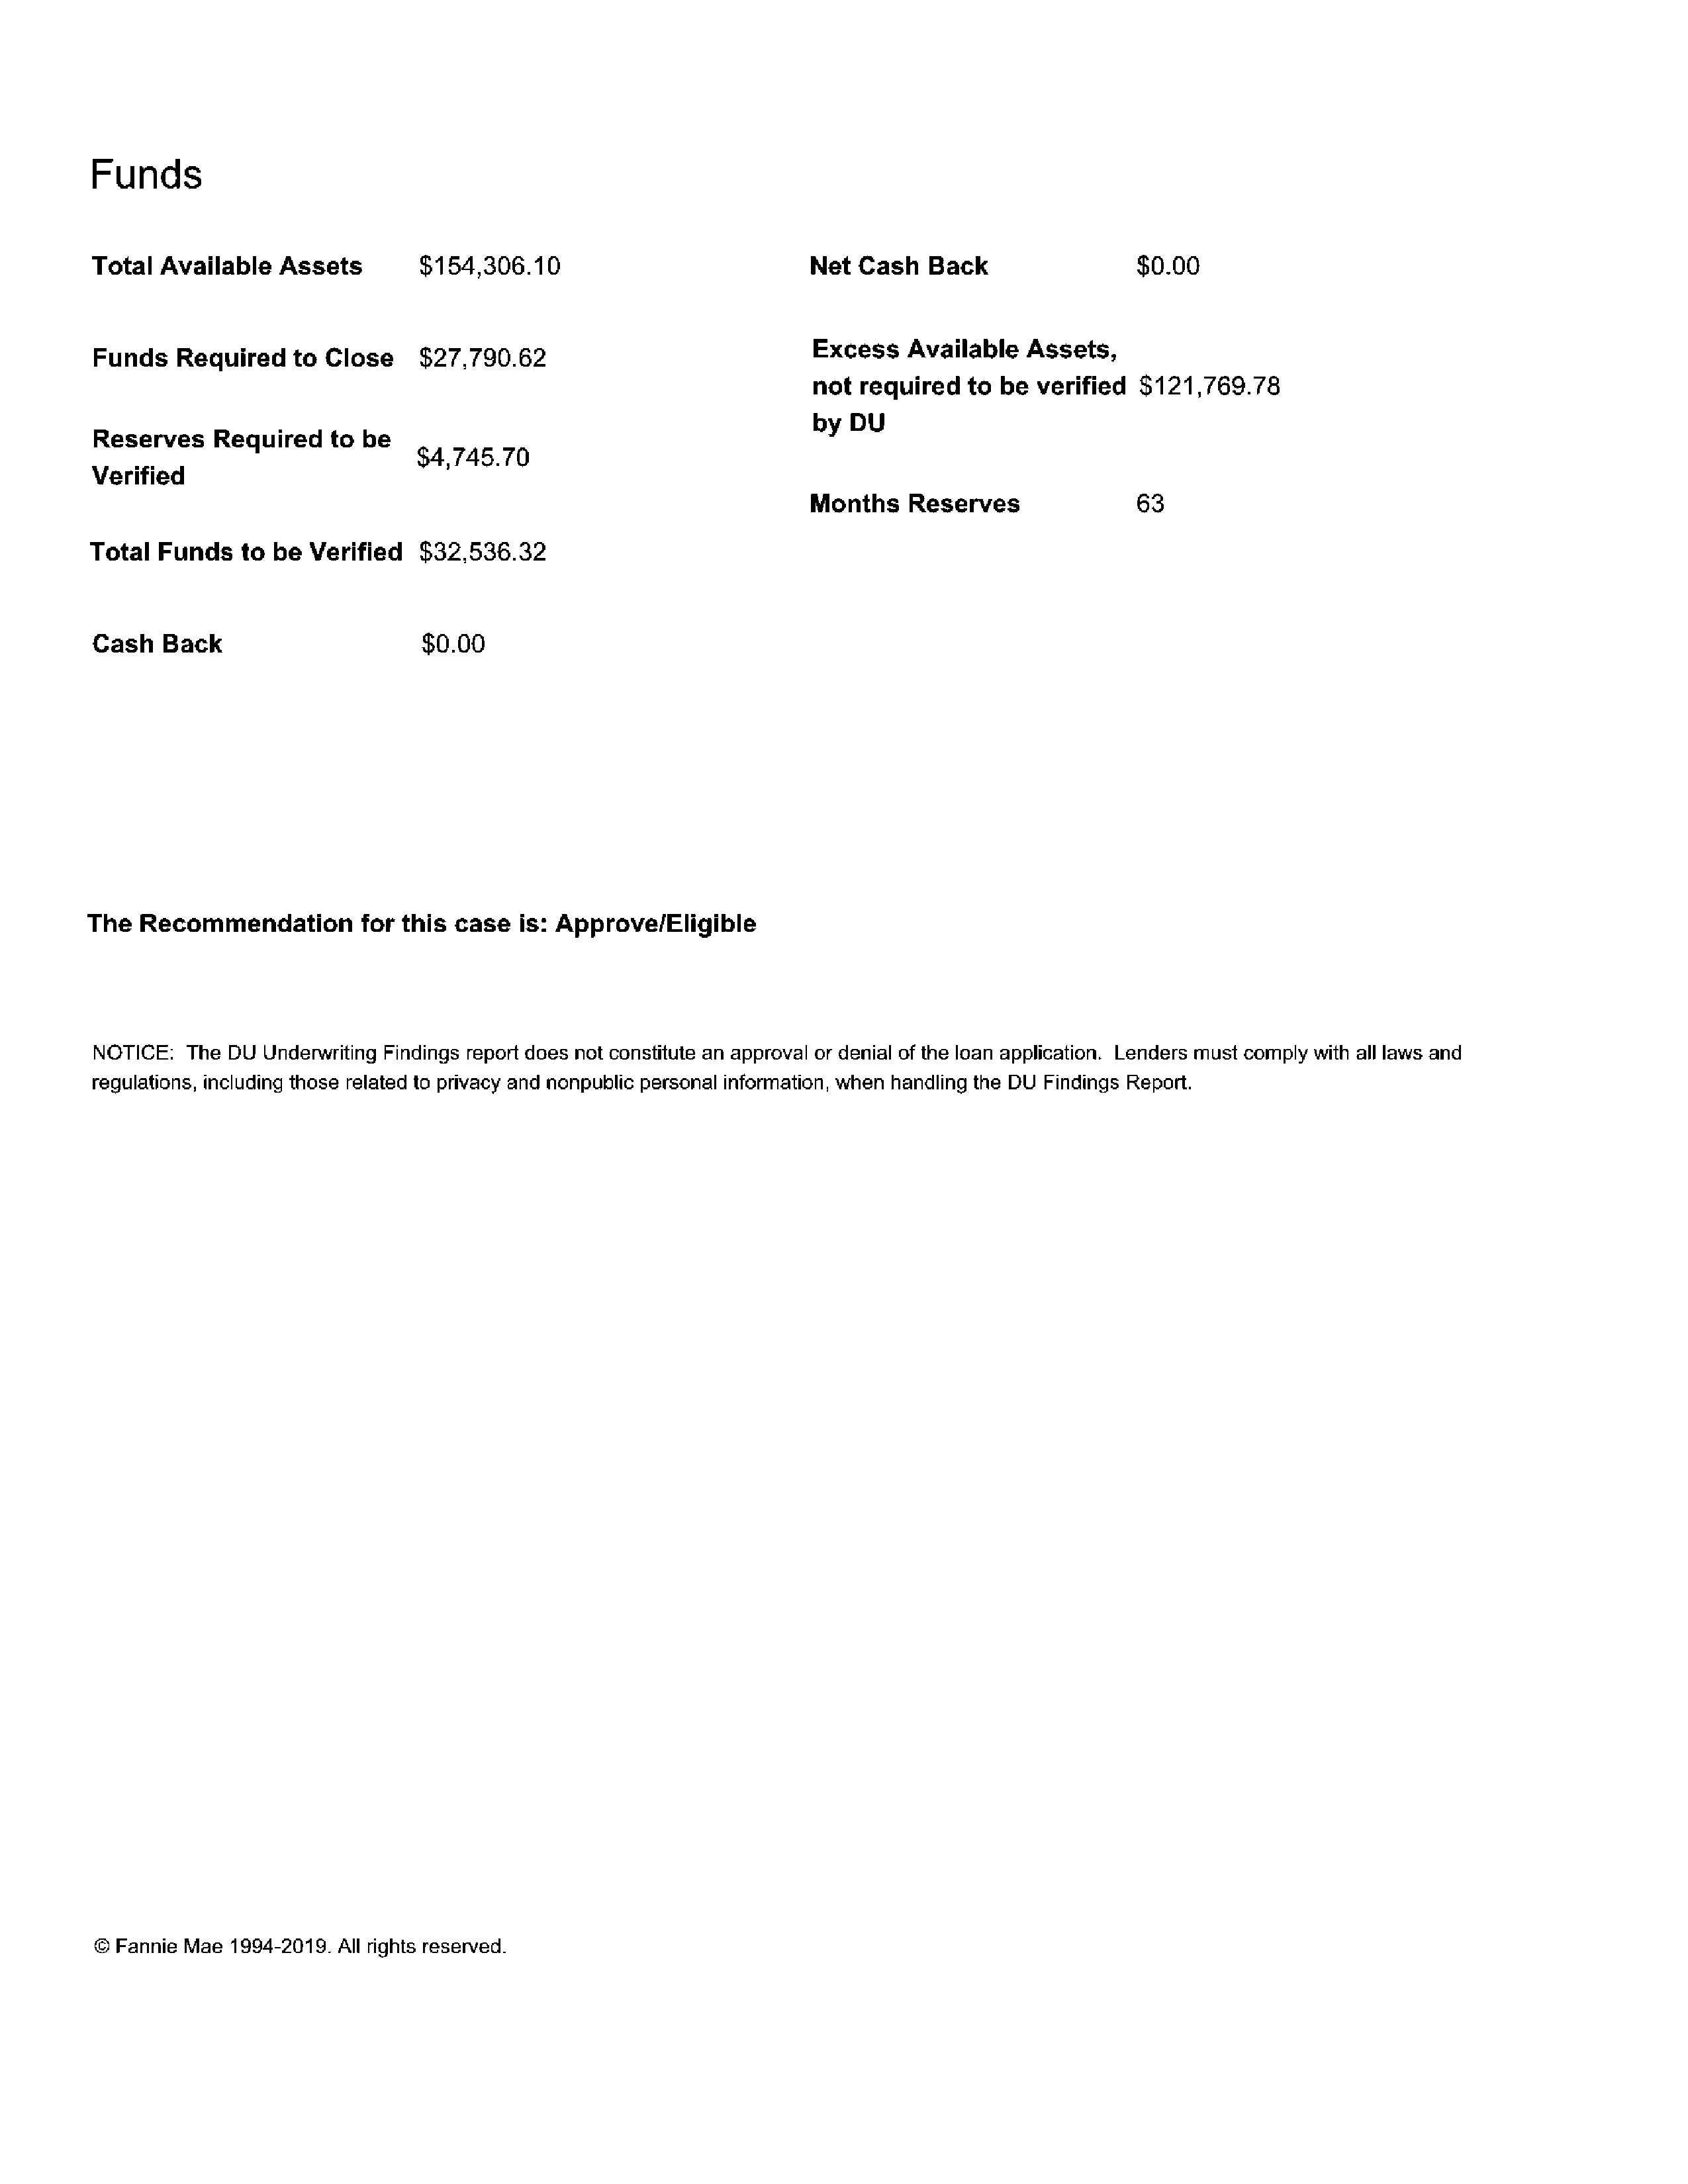 Funds
Total Available Assets $154,306.10
Net Cash Back $0.00
Funds Required to Close $27,790.62
Excess Available Assets,
not required to be verified $121,769.78
by DU
Reserves Required to be
$4,745.70
Verified
Months Reserves 63
Total Funds to be Verified $32,536.32
Cash Back $0.00
The Recommendation for this case is: Approve/Eligible
NOTICE: The DU Underwriting Findings report does not constitute an approval or denial of the loan application. Lenders must comply with all laws and
regulations, including those related to privacy and nonpublic personal information, when handling the DU Findings Report.
© Fannie Mae 1994-2019. All rights reserved.